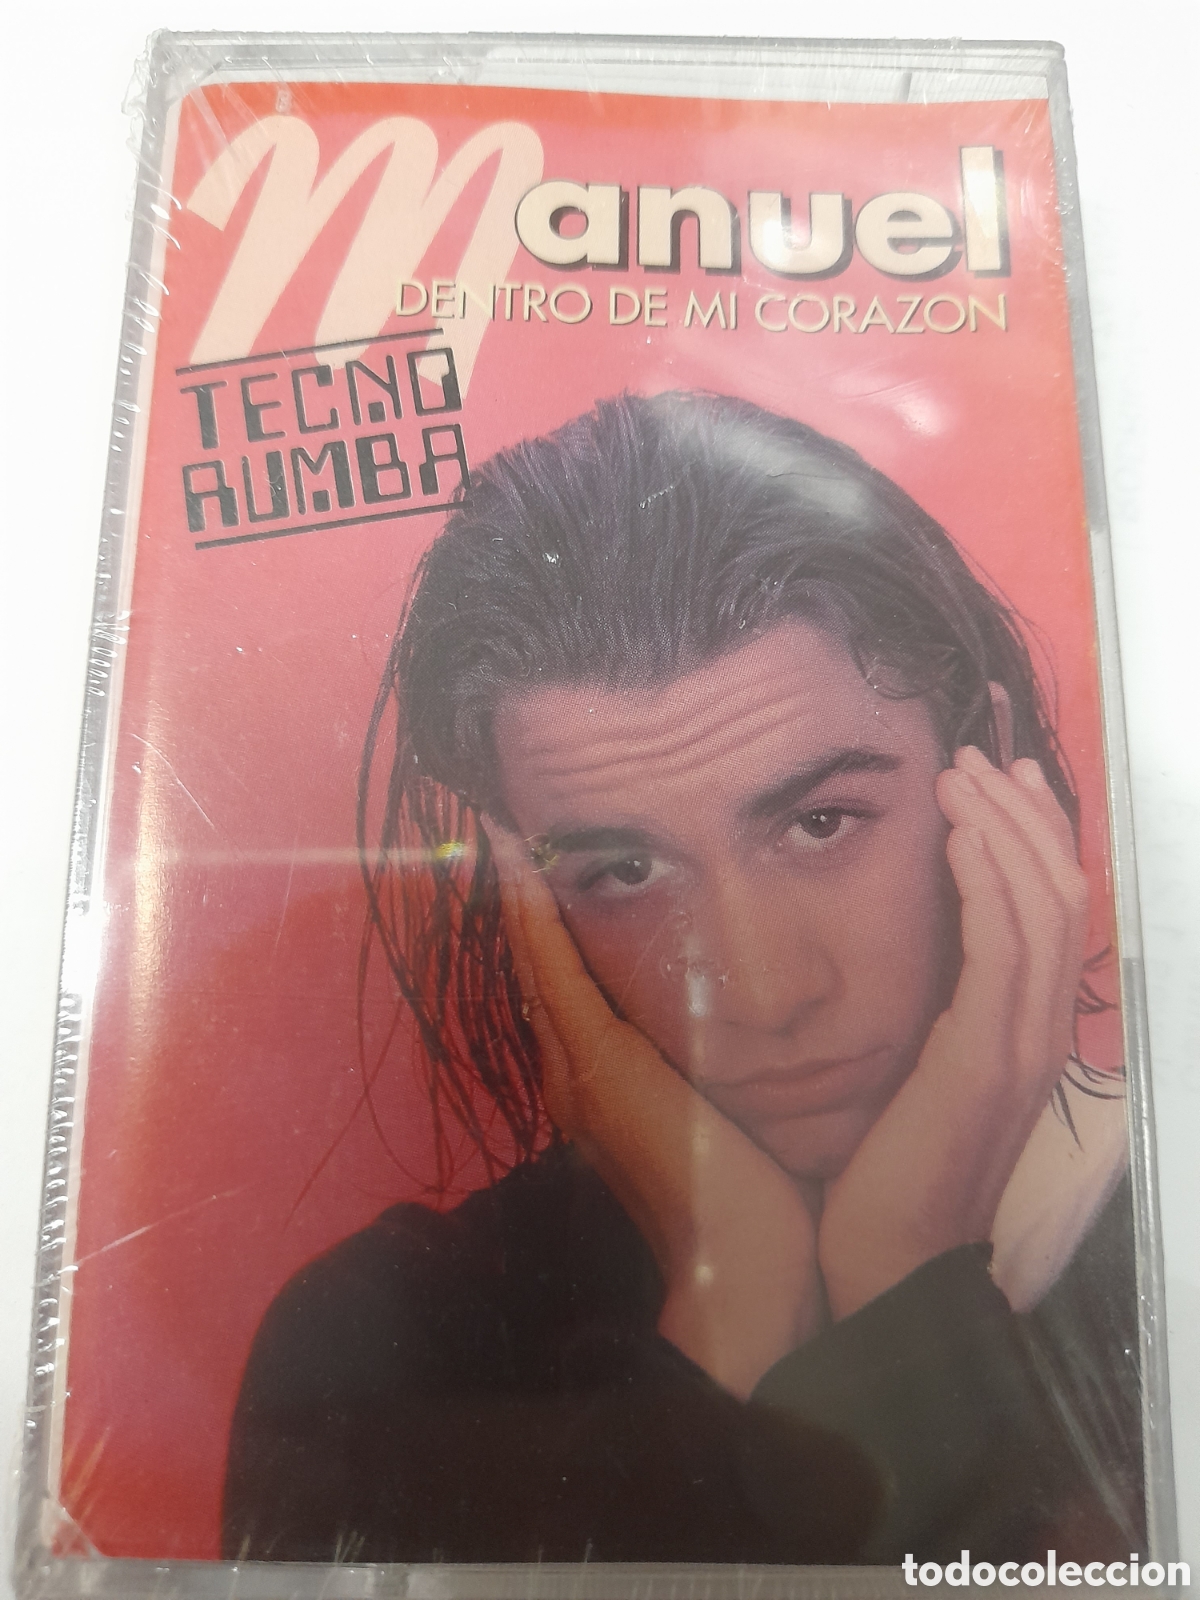 Manuel
DENTRO DE MI CORAZON
TECNO
RUMBA
todocoleccion